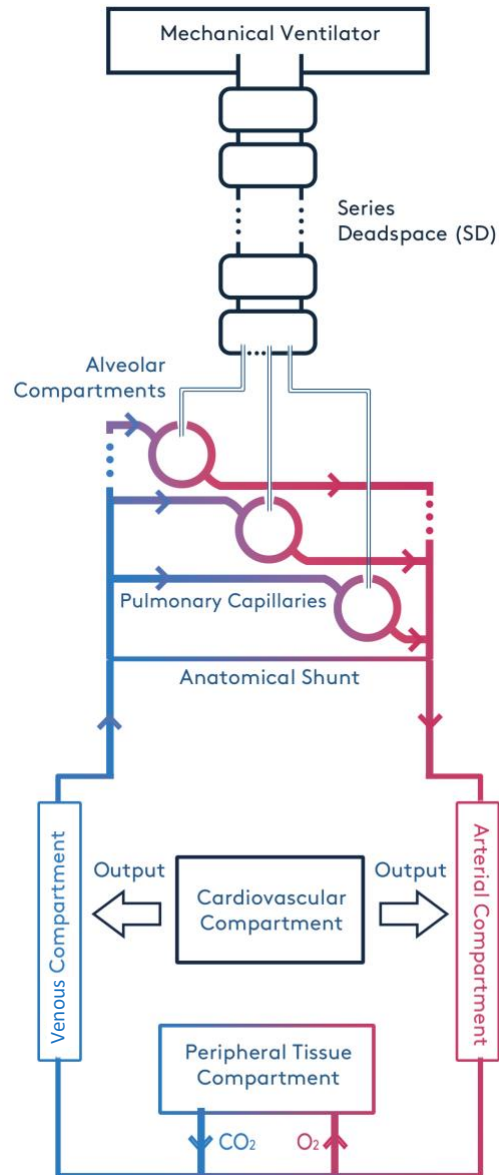 Mechanical Ventilator
Series
Deadspace (SD)
Alveolar
Compartments
Pulmonary Capillaries
Anatomical Shunt
Venous Compartment
Output
Cardiovascular
Compartment
Output
Arterial Compartment
Peripheral Tissue
Compartment
CO₂
O₂